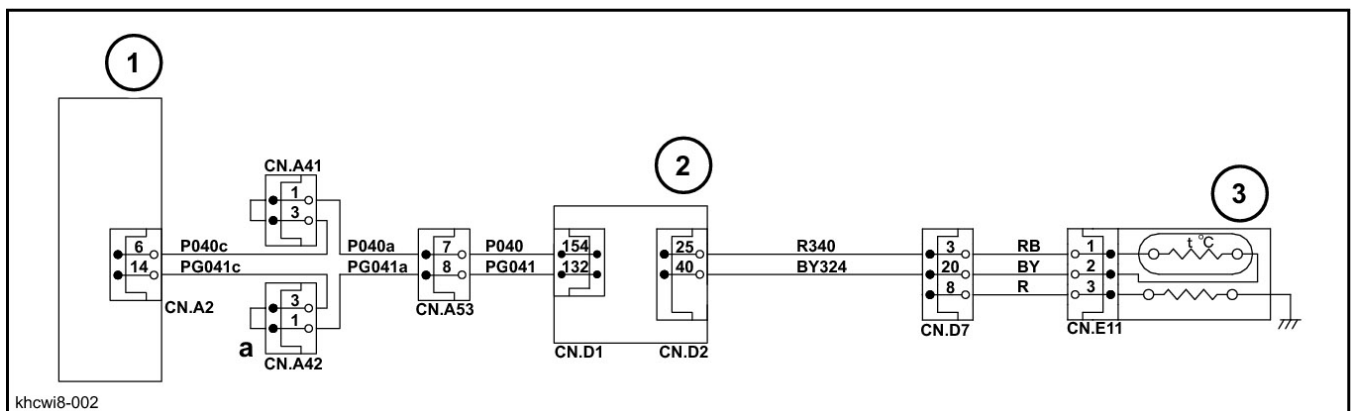 1
CN.A41
1
3
2
3
6
P040c
P040a
7
P040
154
25
R340
3
RB
1
t °C
14
PG041c
PG041a
8
PG041
132
40
BY324
20
BY
2
8
R
3
CN.A2
3
1
CN.A53
CN.D7
CN.E11
a
CN.A42
CN.D1
CN.D2
khcwi8-002